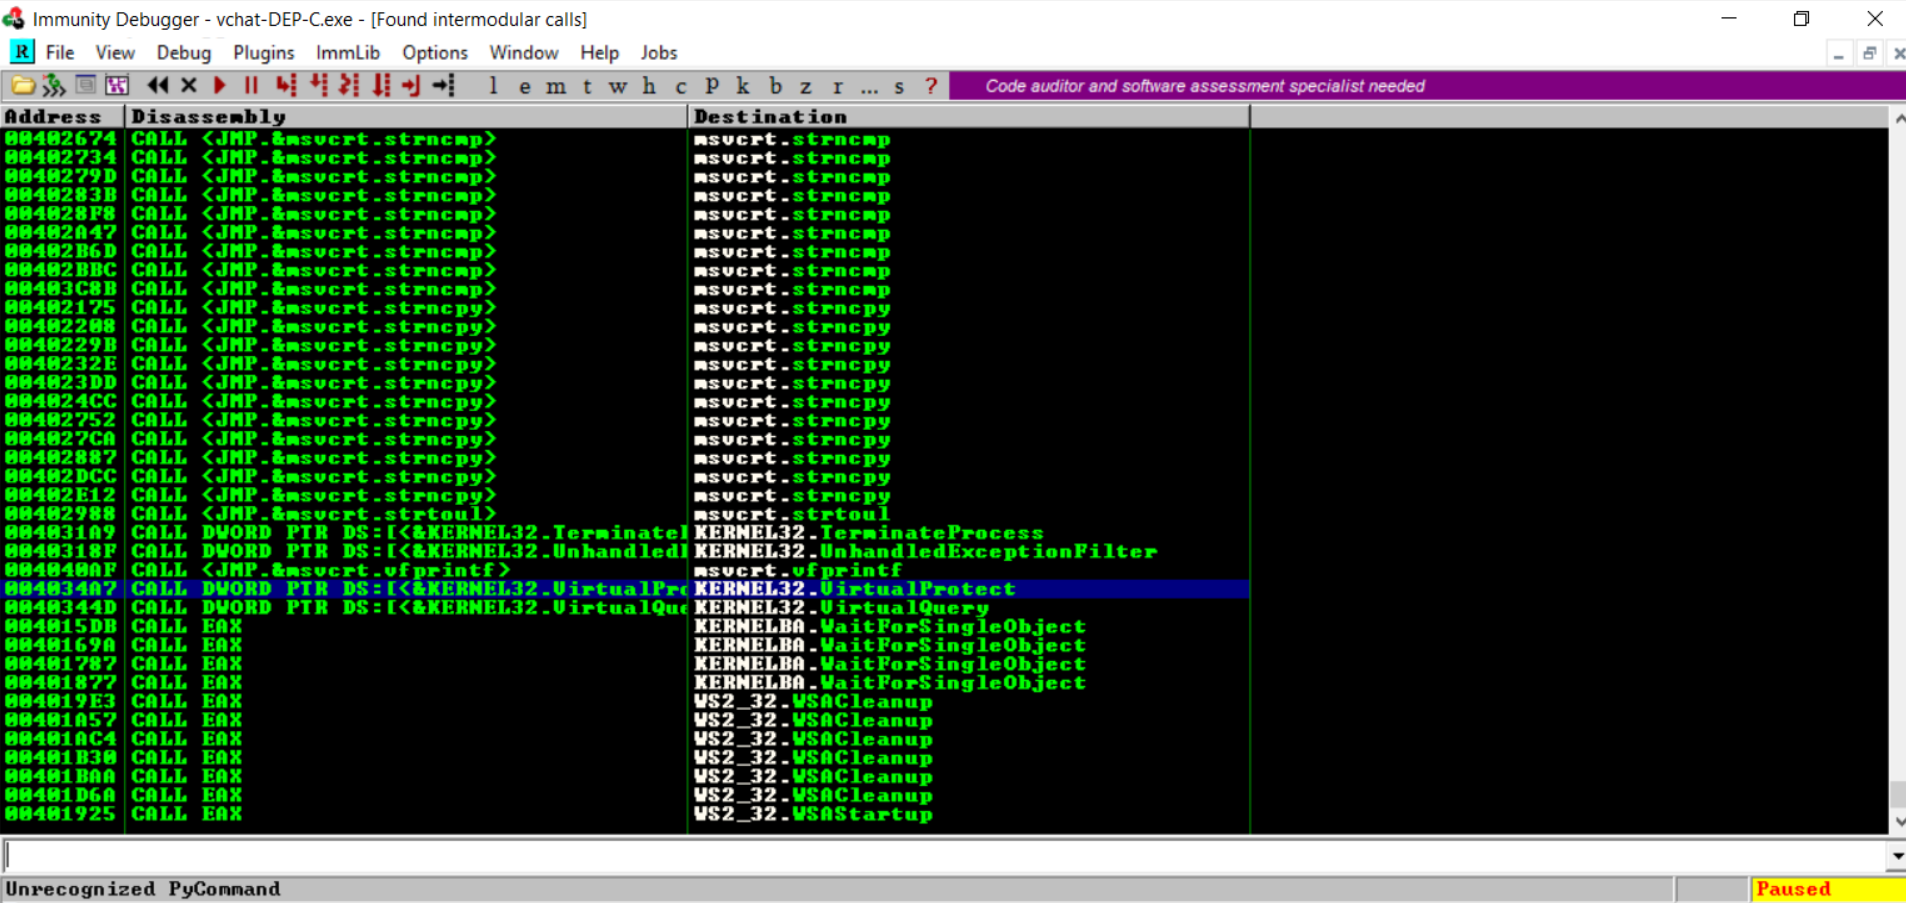 Immunity Debugger - vchat-DEP-C.exe - [Found intermodular calls]
R File View Debug Plugins ImmLib Options Window Help Jobs
l e m t w h c P k b z r ... s ? Code auditor and software assessment specialist needed
Address Disassembly Destination
00402674 CALL <JMP.&msvcrt.strncmp> msvcrt.strncmp
00402734 CALL <JMP.&msvcrt.strncmp> msvcrt.strncmp
0040279D CALL <JMP.&msvcrt.strncmp> msvcrt.strncmp
0040283B CALL <JMP.&msvcrt.strncmp> msvcrt.strncmp
004028F8 CALL <JMP.&msvcrt.strncmp> msvcrt.strncmp
00402A47 CALL <JMP.&msvcrt.strncmp> msvcrt.strncmp
00402B6D CALL <JMP.&msvcrt.strncmp> msvcrt.strncmp
00402BBC CALL <JMP.&msvcrt.strncmp> msvcrt.strncmp
00403C8B CALL <JMP.&msvcrt.strncmp> msvcrt.strncmp
00402175 CALL <JMP.&msvcrt.strncpy> msvcrt.strncpy
00402208 CALL <JMP.&msvcrt.strncpy> msvcrt.strncpy
0040229B CALL <JMP.&msvcrt.strncpy> msvcrt.strncpy
0040232E CALL <JMP.&msvcrt.strncpy> msvcrt.strncpy
004023DD CALL <JMP.&msvcrt.strncpy> msvcrt.strncpy
004024CC CALL <JMP.&msvcrt.strncpy> msvcrt.strncpy
00402752 CALL <JMP.&msvcrt.strncpy> msvcrt.strncpy
004027CA CALL <JMP.&msvcrt.strncpy> msvcrt.strncpy
00402887 CALL <JMP.&msvcrt.strncpy> msvcrt.strncpy
00402DCC CALL <JMP.&msvcrt.strncpy> msvcrt.strncpy
00402E12 CALL <JMP.&msvcrt.strncpy> msvcrt.strncpy
00402988 CALL <JMP.&msvcrt.strtoul> msvcrt.strtoul
004031A9 CALL DWORD PTR DS:[<&KERNEL32.TerminateP KERNEL32.TerminateProcess
0040318F CALL DWORD PTR DS:[<&KERNEL32.UnhandledE KERNEL32.UnhandledExceptionFilter
004040AF CALL <JMP.&msvcrt.vfprintf> msvcrt.vfprintf
004034A7 CALL DWORD PTR DS:[<&KERNEL32.VirtualPro KERNEL32.VirtualProtect
0040344D CALL DWORD PTR DS:[<&KERNEL32.VirtualQue KERNEL32.VirtualQuery
004015DB CALL EAX KERNELBA.WaitForSingleObject
0040169A CALL EAX KERNELBA.WaitForSingleObject
00401787 CALL EAX KERNELBA.WaitForSingleObject
00401877 CALL EAX KERNELBA.WaitForSingleObject
004019E3 CALL EAX WS2_32.WSACleanup
00401A57 CALL EAX WS2_32.WSACleanup
00401AC4 CALL EAX WS2_32.WSACleanup
00401B30 CALL EAX WS2_32.WSACleanup
00401BAA CALL EAX WS2_32.WSACleanup
00401D6A CALL EAX WS2_32.WSACleanup
00401925 CALL EAX WS2_32.WSAStartup
Unrecognized PyCommand Paused